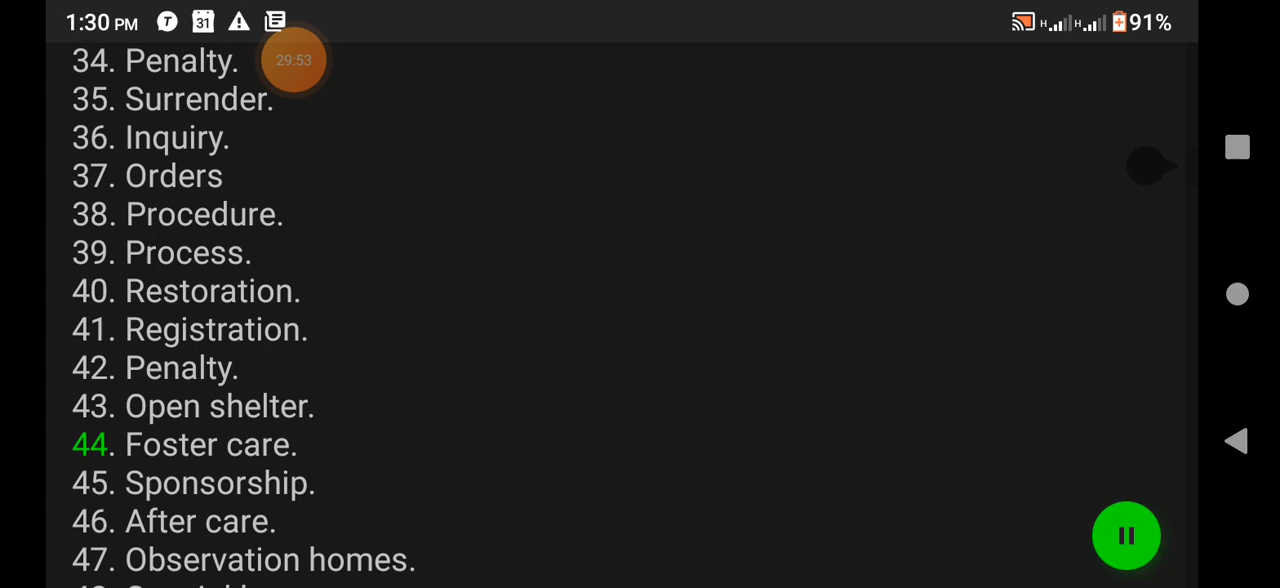 1:30 PM T 31 H H 91%
34. Penalty. 29:53
35. Surrender.
36. Inquiry.
37. Orders
38. Procedure.
39. Process.
40. Restoration.
41. Registration.
42. Penalty.
43. Open shelter.
44. Foster care.
45. Sponsorship.
46. After care.
47. Observation homes.